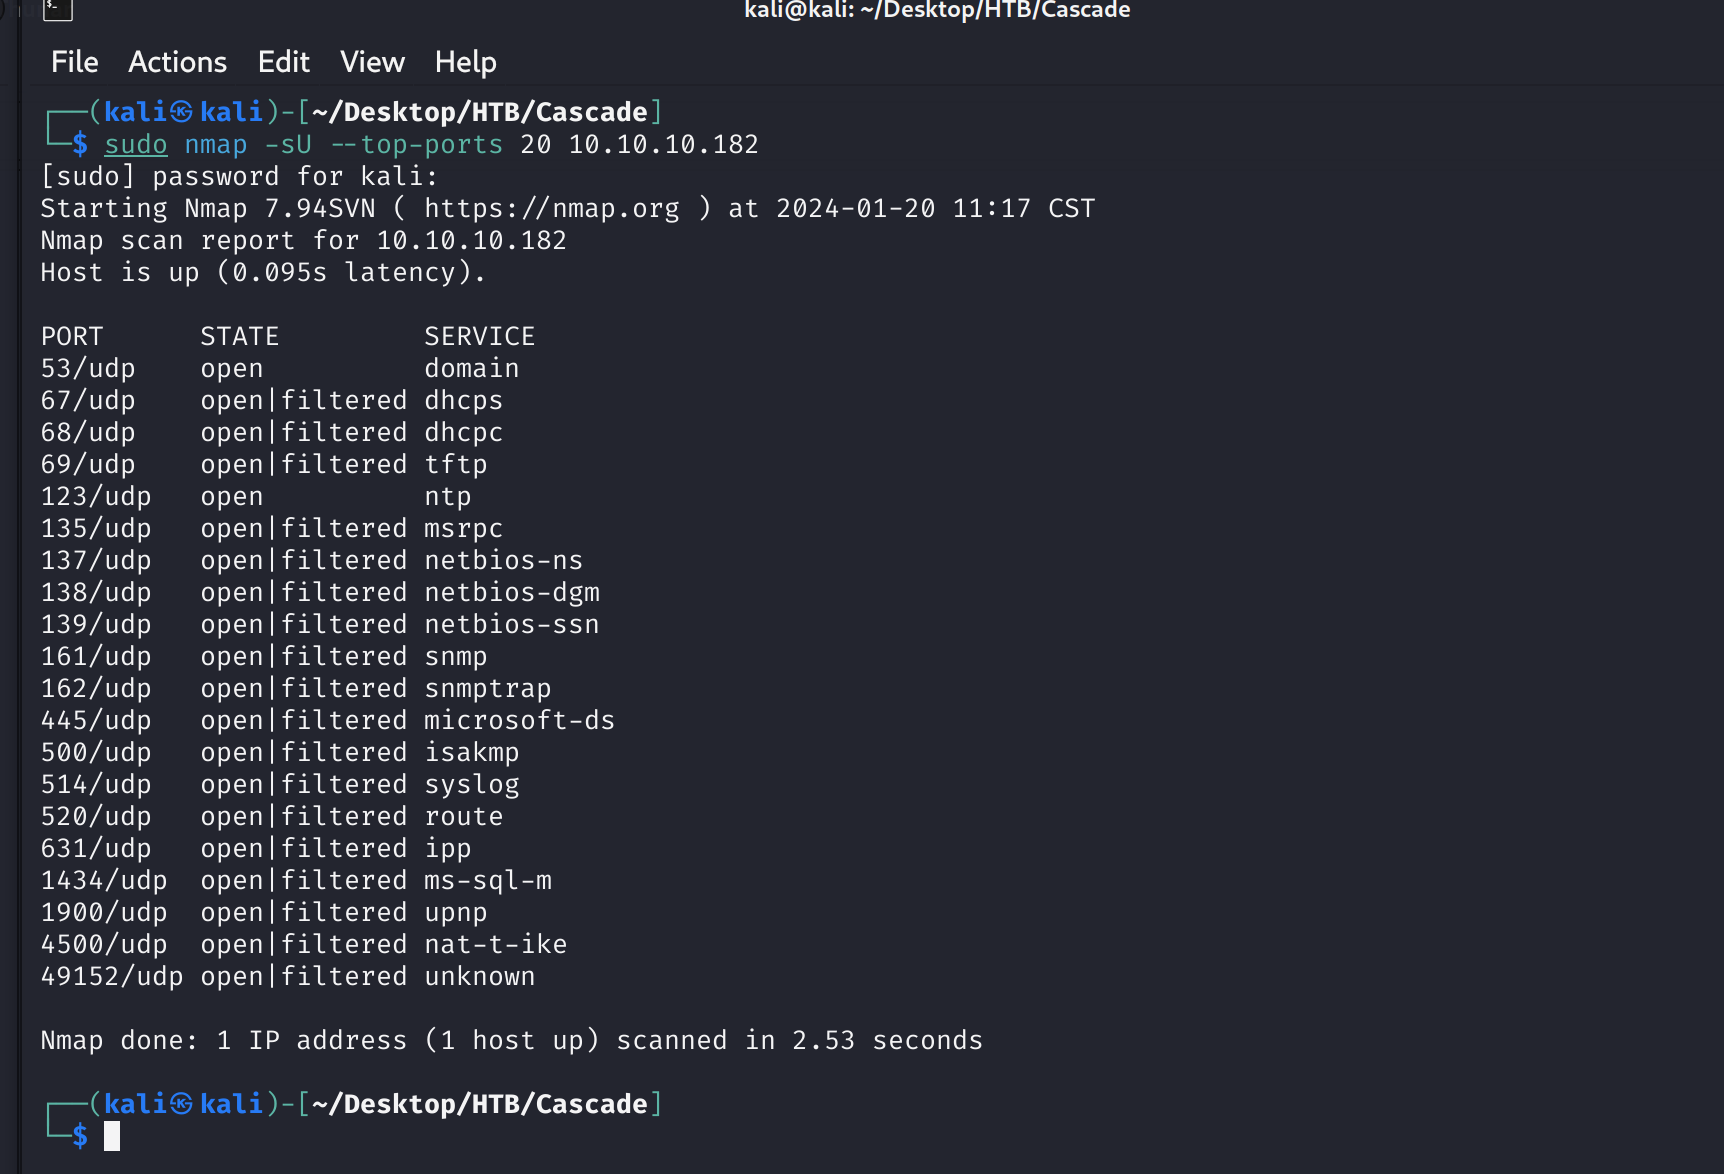 kali@kali: ~/Desktop/HTB/Cascade
File Actions Edit View Help
┌──(kali㉿kali)-[~/Desktop/HTB/Cascade]
└─$ sudo nmap -sU --top-ports 20 10.10.10.182
[sudo] password for kali:
Starting Nmap 7.94SVN ( https://nmap.org ) at 2024-01-20 11:17 CST
Nmap scan report for 10.10.10.182
Host is up (0.095s latency).
PORT      STATE         SERVICE
53/udp    open          domain
67/udp    open|filtered dhcps
68/udp    open|filtered dhcpc
69/udp    open|filtered tftp
123/udp   open          ntp
135/udp   open|filtered msrpc
137/udp   open|filtered netbios-ns
138/udp   open|filtered netbios-dgm
139/udp   open|filtered netbios-ssn
161/udp   open|filtered snmp
162/udp   open|filtered snmptrap
445/udp   open|filtered microsoft-ds
500/udp   open|filtered isakmp
514/udp   open|filtered syslog
520/udp   open|filtered route
631/udp   open|filtered ipp
1434/udp  open|filtered ms-sql-m
1900/udp  open|filtered upnp
4500/udp  open|filtered nat-t-ike
49152/udp open|filtered unknown
Nmap done: 1 IP address (1 host up) scanned in 2.53 seconds
┌──(kali㉿kali)-[~/Desktop/HTB/Cascade]
└─$